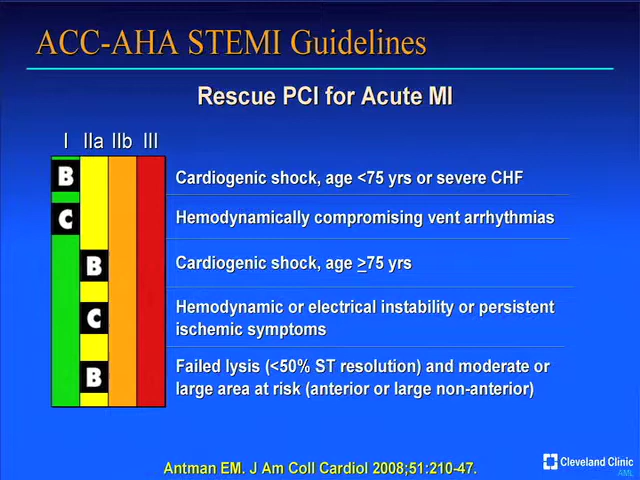 ACC-AHA STEMI Guidelines
Rescue PCI for Acute MI
I IIa IIb III
B Cardiogenic shock, age <75 yrs or severe CHF
C Hemodynamically compromising vent arrhythmias
B Cardiogenic shock, age ≥75 yrs
C Hemodynamic or electrical instability or persistent
ischemic symptoms
B Failed lysis (<50% ST resolution) and moderate or
large area at risk (anterior or large non-anterior)
Antman EM. J Am Coll Cardiol 2008;51:210-47.
Cleveland Clinic